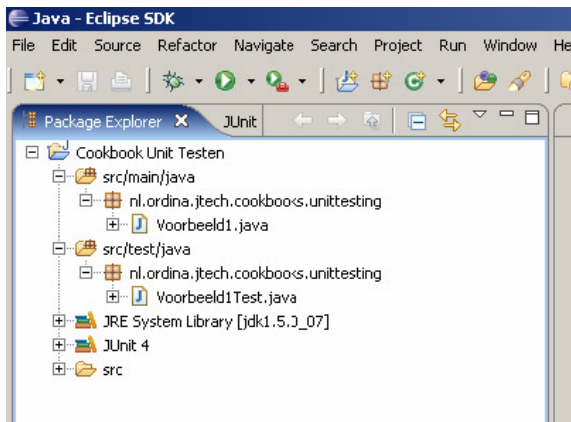 Java - Eclipse SDK
File Edit Source Refactor Navigate Search Project Run Window He
Package Explorer JUnit
Cookbook Unit Testen
src/main/java
nl.ordina.jtech.cookbooks.unittesting
Voorbeeld1.java
src/test/java
nl.ordina.jtech.cookbooks.unittesting
Voorbeeld1Test.java
JRE System Library [jdk1.5.0_07]
JUnit 4
src